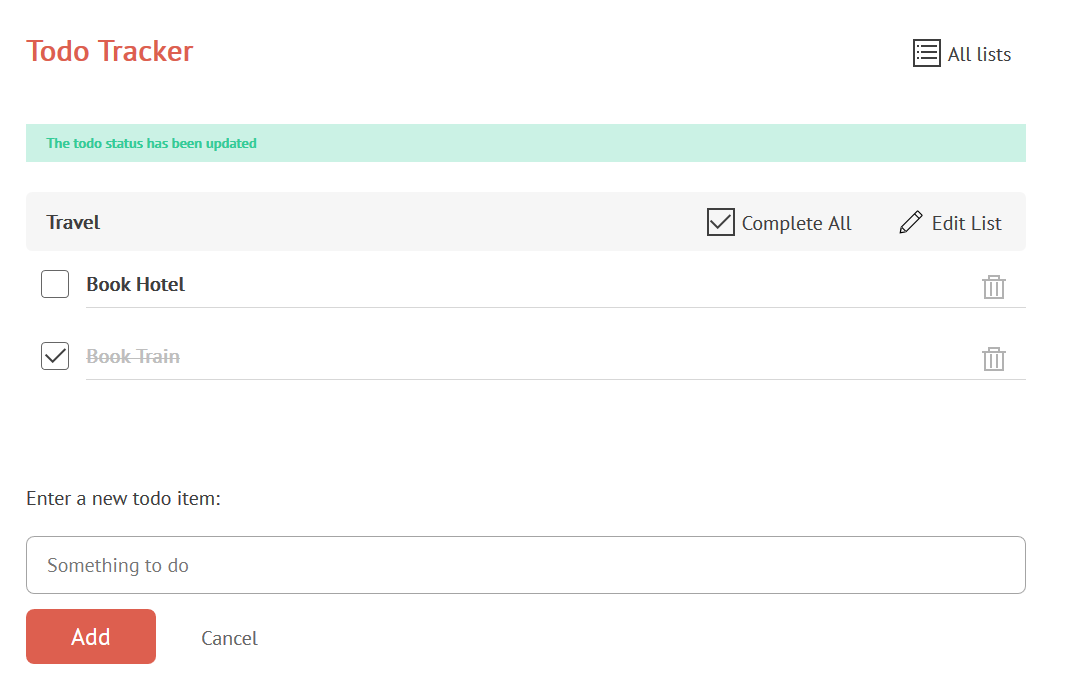 Todo Tracker
All lists
The todo status has been updated
Travel
Complete All
Edit List
Book Hotel
Book Train
Enter a new todo item:
Something to do
Add
Cancel